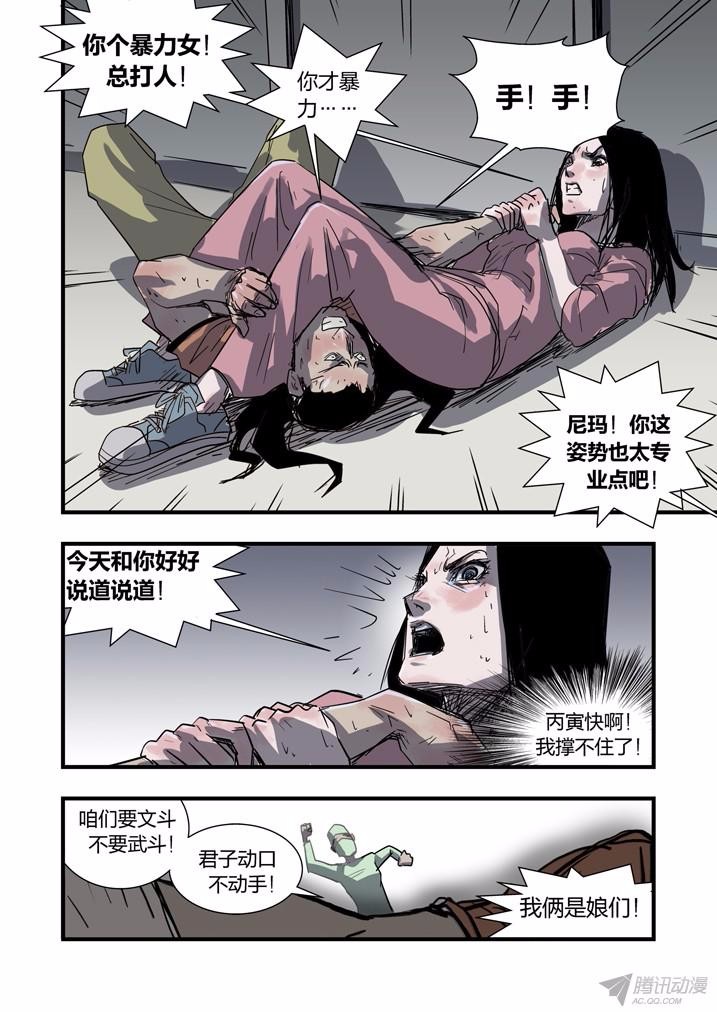 你个暴力女！
总打人！
你才暴
力……
手！手！
尼玛！你这
姿势也太专
业点吧！
今天和你好好
说道说道！
丙寅快啊！
我撑不住了！
咱们要文斗
不要武斗！
君子动口
不动手！
我俩是娘们！
腾讯动漫
AC.QQ.COM